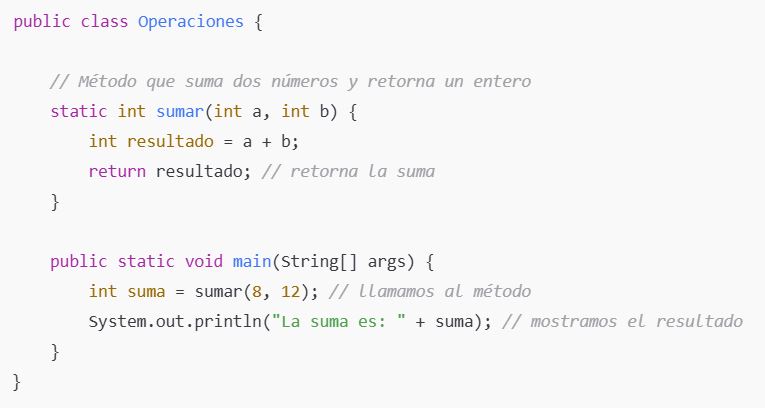 public class Operaciones {
// Método que suma dos números y retorna un entero
static int sumar(int a, int b) {
int resultado = a + b;
return resultado; // retorna la suma
}
public static void main(String[] args) {
int suma = sumar(8, 12); // llamamos al método
System.out.println("La suma es: " + suma); // mostramos el resultado
}
}